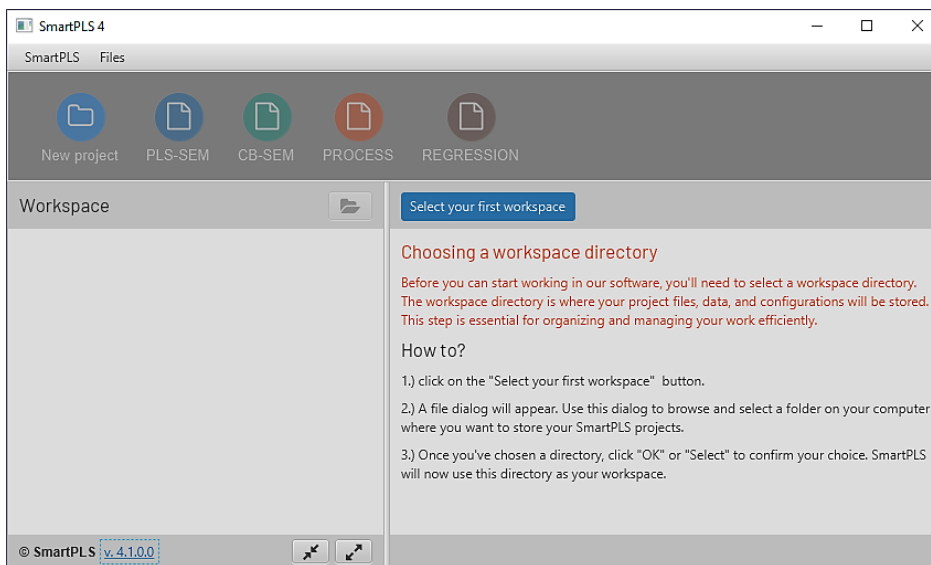 SmartPLS 4
SmartPLS Files
New project PLS-SEM CB-SEM PROCESS REGRESSION
Workspace
Select your first workspace
Choosing a workspace directory
Before you can start working in our software, you'll need to select a workspace directory.
The workspace directory is where your project files, data, and configurations will be stored.
This step is essential for organizing and managing your work efficiently.
How to?
1.) click on the "Select your first workspace" button.
2.) A file dialog will appear. Use this dialog to browse and select a folder on your computer
where you want to store your SmartPLS projects.
3.) Once you've chosen a directory, click "OK" or "Select" to confirm your choice. SmartPLS
will now use this directory as your workspace.
© SmartPLS v. 4.1.0.0